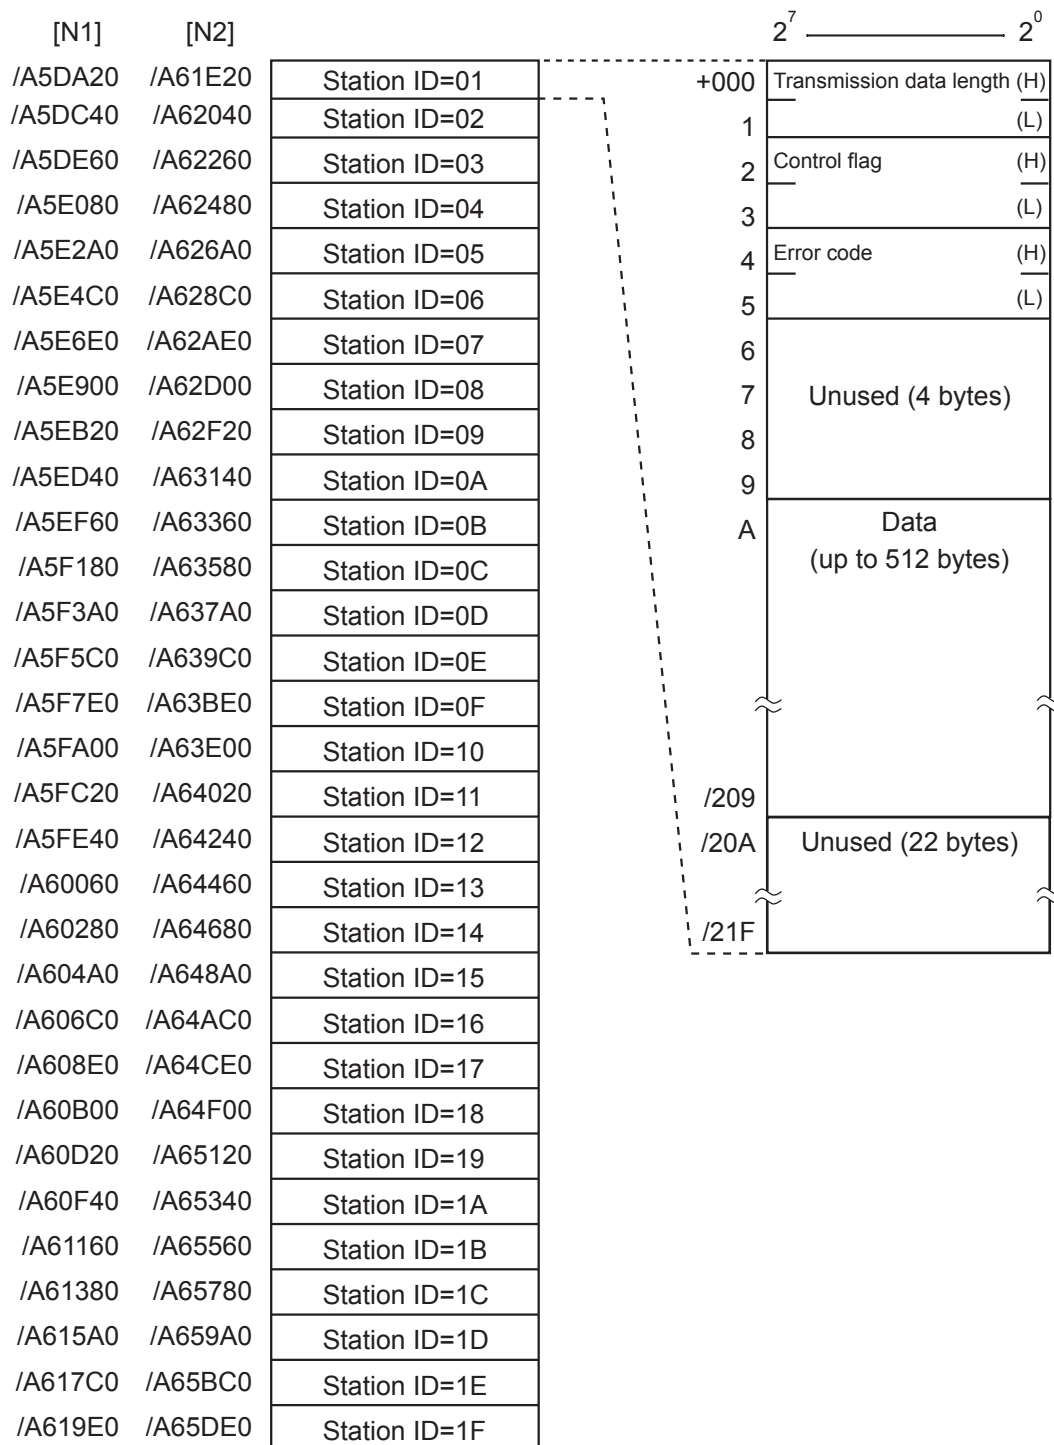 [N1] [N2]
/A5DA20 /A61E20 Station ID=01
/A5DC40 /A62040 Station ID=02
/A5DE60 /A62260 Station ID=03
/A5E080 /A62480 Station ID=04
/A5E2A0 /A626A0 Station ID=05
/A5E4C0 /A628C0 Station ID=06
/A5E6E0 /A62AE0 Station ID=07
/A5E900 /A62D00 Station ID=08
/A5EB20 /A62F20 Station ID=09
/A5ED40 /A63140 Station ID=0A
/A5EF60 /A63360 Station ID=0B
/A5F180 /A63580 Station ID=0C
/A5F3A0 /A637A0 Station ID=0D
/A5F5C0 /A639C0 Station ID=0E
/A5F7E0 /A63BE0 Station ID=0F
/A5FA00 /A63E00 Station ID=10
/A5FC20 /A64020 Station ID=11
/A5FE40 /A64240 Station ID=12
/A60060 /A64460 Station ID=13
/A60280 /A64680 Station ID=14
/A604A0 /A648A0 Station ID=15
/A606C0 /A64AC0 Station ID=16
/A608E0 /A64CE0 Station ID=17
/A60B00 /A64F00 Station ID=18
/A60D20 /A65120 Station ID=19
/A60F40 /A65340 Station ID=1A
/A61160 /A65560 Station ID=1B
/A61380 /A65780 Station ID=1C
/A615A0 /A659A0 Station ID=1D
/A617C0 /A65BC0 Station ID=1E
/A619E0 /A65DE0 Station ID=1F
2⁷ 2⁰
+000 Transmission data length (H)
1 (L)
2 Control flag (H)
3 (L)
4 Error code (H)
5 (L)
6
7 Unused (4 bytes)
8
9
A Data
(up to 512 bytes)
/209
/20A Unused (22 bytes)
/21F